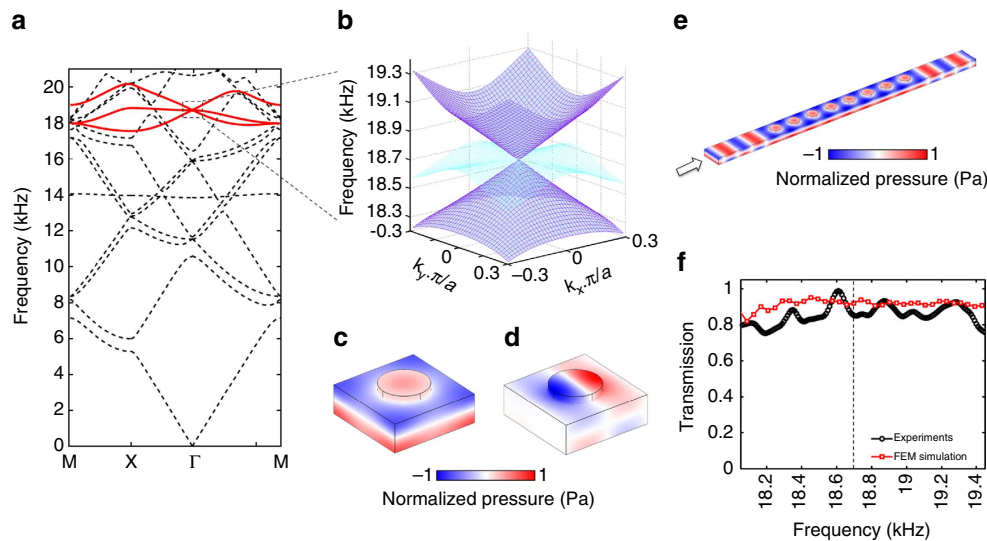 a
Frequency (kHz)
20
18
16
14
12
10
8
6
4
2
0
M
X
Γ
M
b
Frequency (kHz)
19.3
19.1
18.9
18.7
18.5
18.3
-0.3
0
0.3
k_y.π/a
−0.3
0
0.3
k_x.π/a
c
d
−1
1
Normalized pressure (Pa)
e
−1
1
Normalized pressure (Pa)
f
Transmission
1
0.8
0.6
0.4
0.2
0
Experiments
FEM simulation
18.2
18.4
18.6
18.8
19
19.2
19.4
Frequency (kHz)